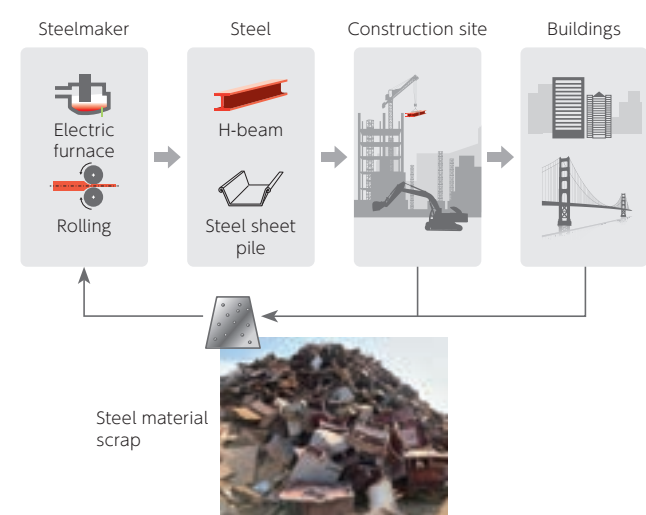 Steelmaker
Steel
Construction site
Buildings
Electric
furnace
Rolling
H-beam
Steel sheet
pile
Steel material
scrap